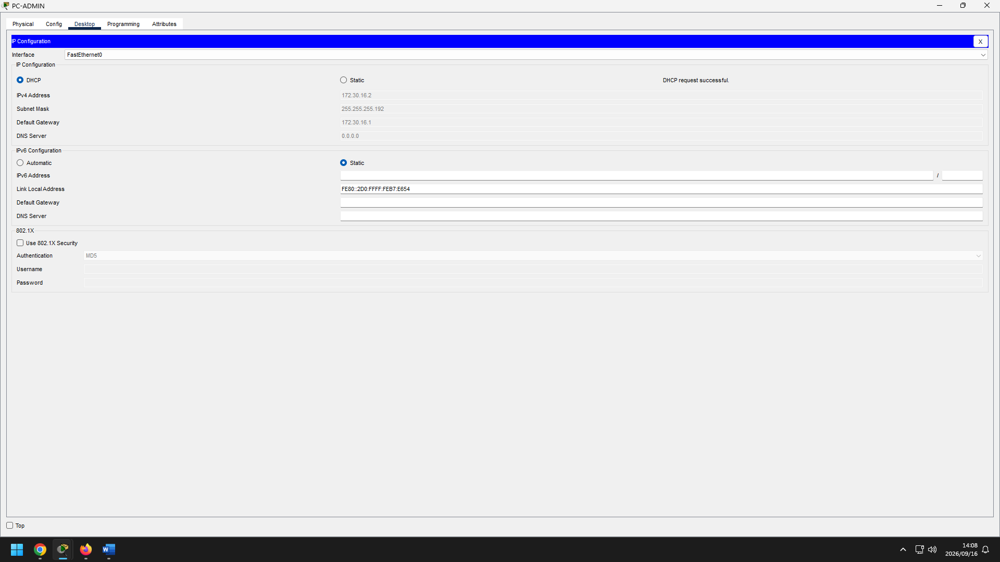 PC-ADMIN
Physical Config Desktop Programming Attributes
IP Configuration X
Interface FastEthernet0
IP Configuration
DHCP Static DHCP request successful.
IPv4 Address 172.30.16.2
Subnet Mask 255.255.255.192
Default Gateway 172.30.16.1
DNS Server 0.0.0.0
IPv6 Configuration
Automatic Static
IPv6 Address /
Link Local Address FE80::2D0:FFFF:FEB7:E654
Default Gateway
DNS Server
802.1X
Use 802.1X Security
Authentication MD5
Username
Password
Top
14:08
2026/09/16